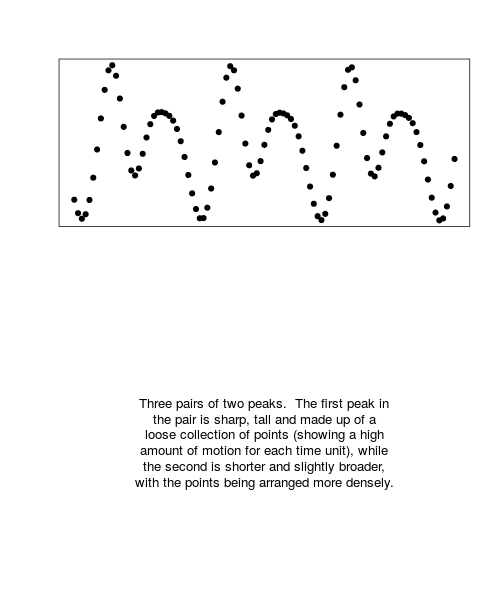 Three pairs of two peaks.  The first peak in
the pair is sharp, tall and made up of a
loose collection of points (showing a high
amount of motion for each time unit), while
the second is shorter and slightly broader,
with the points being arranged more densely.